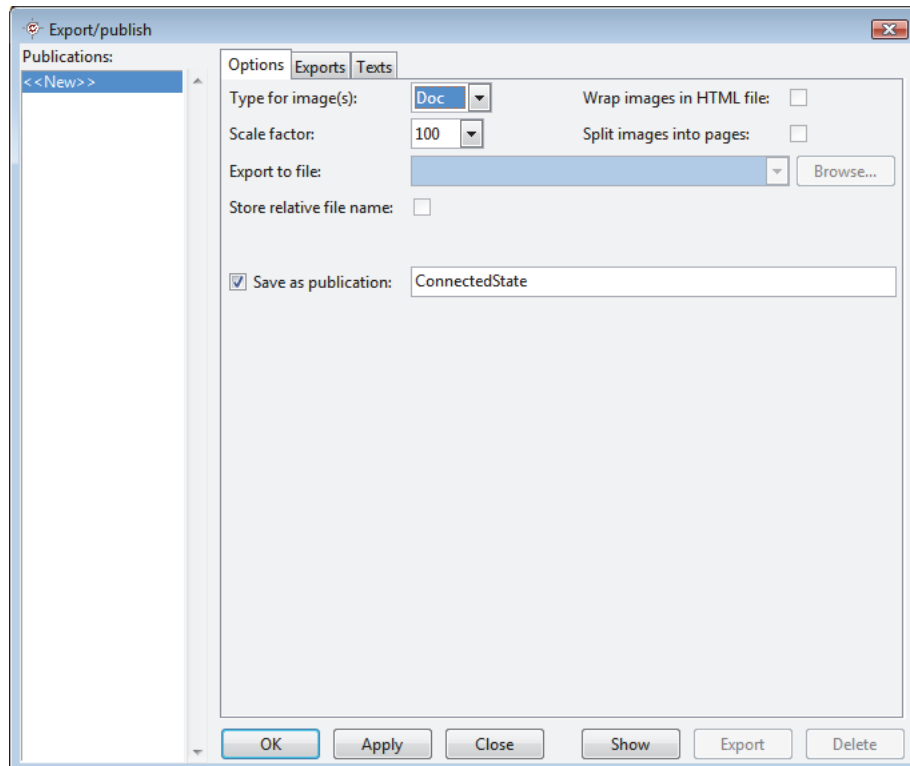 Export/publish
Publications:
<<New>>
Options Exports Texts
Type for image(s): Doc Wrap images in HTML file:
Scale factor: 100 Split images into pages:
Export to file: Browse...
Store relative file name:
Save as publication: ConnectedState
OK Apply Close Show Export Delete